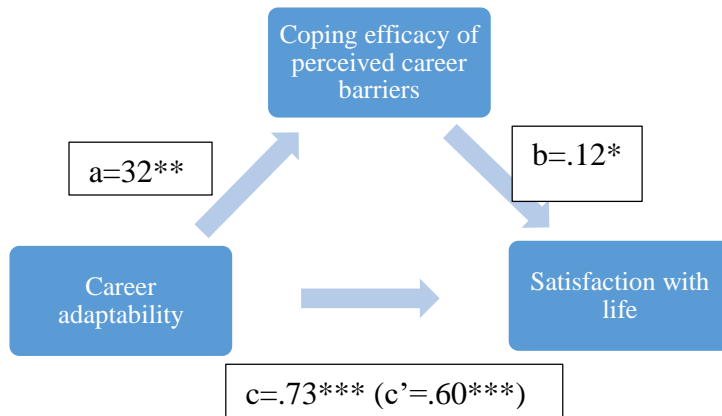 Coping efficacy of
perceived career
barriers
a=32**
b=.12*
Career
adaptability
Satisfaction with
life
c=.73*** (c’=.60***)